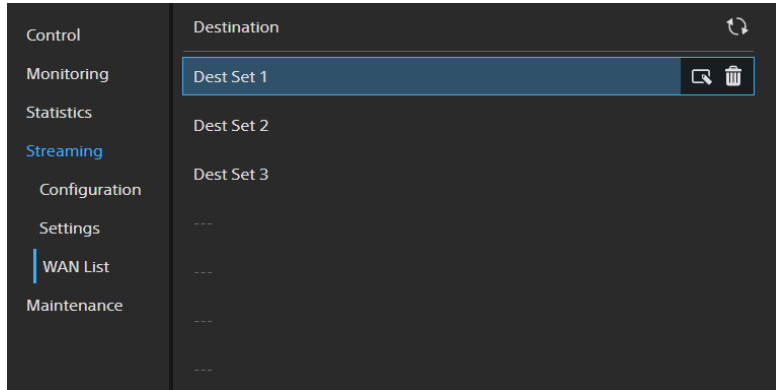 Control
Monitoring
Statistics
Streaming
Configuration
Settings
WAN List
Maintenance
Destination
Dest Set 1
Dest Set 2
Dest Set 3
---
---
---
---